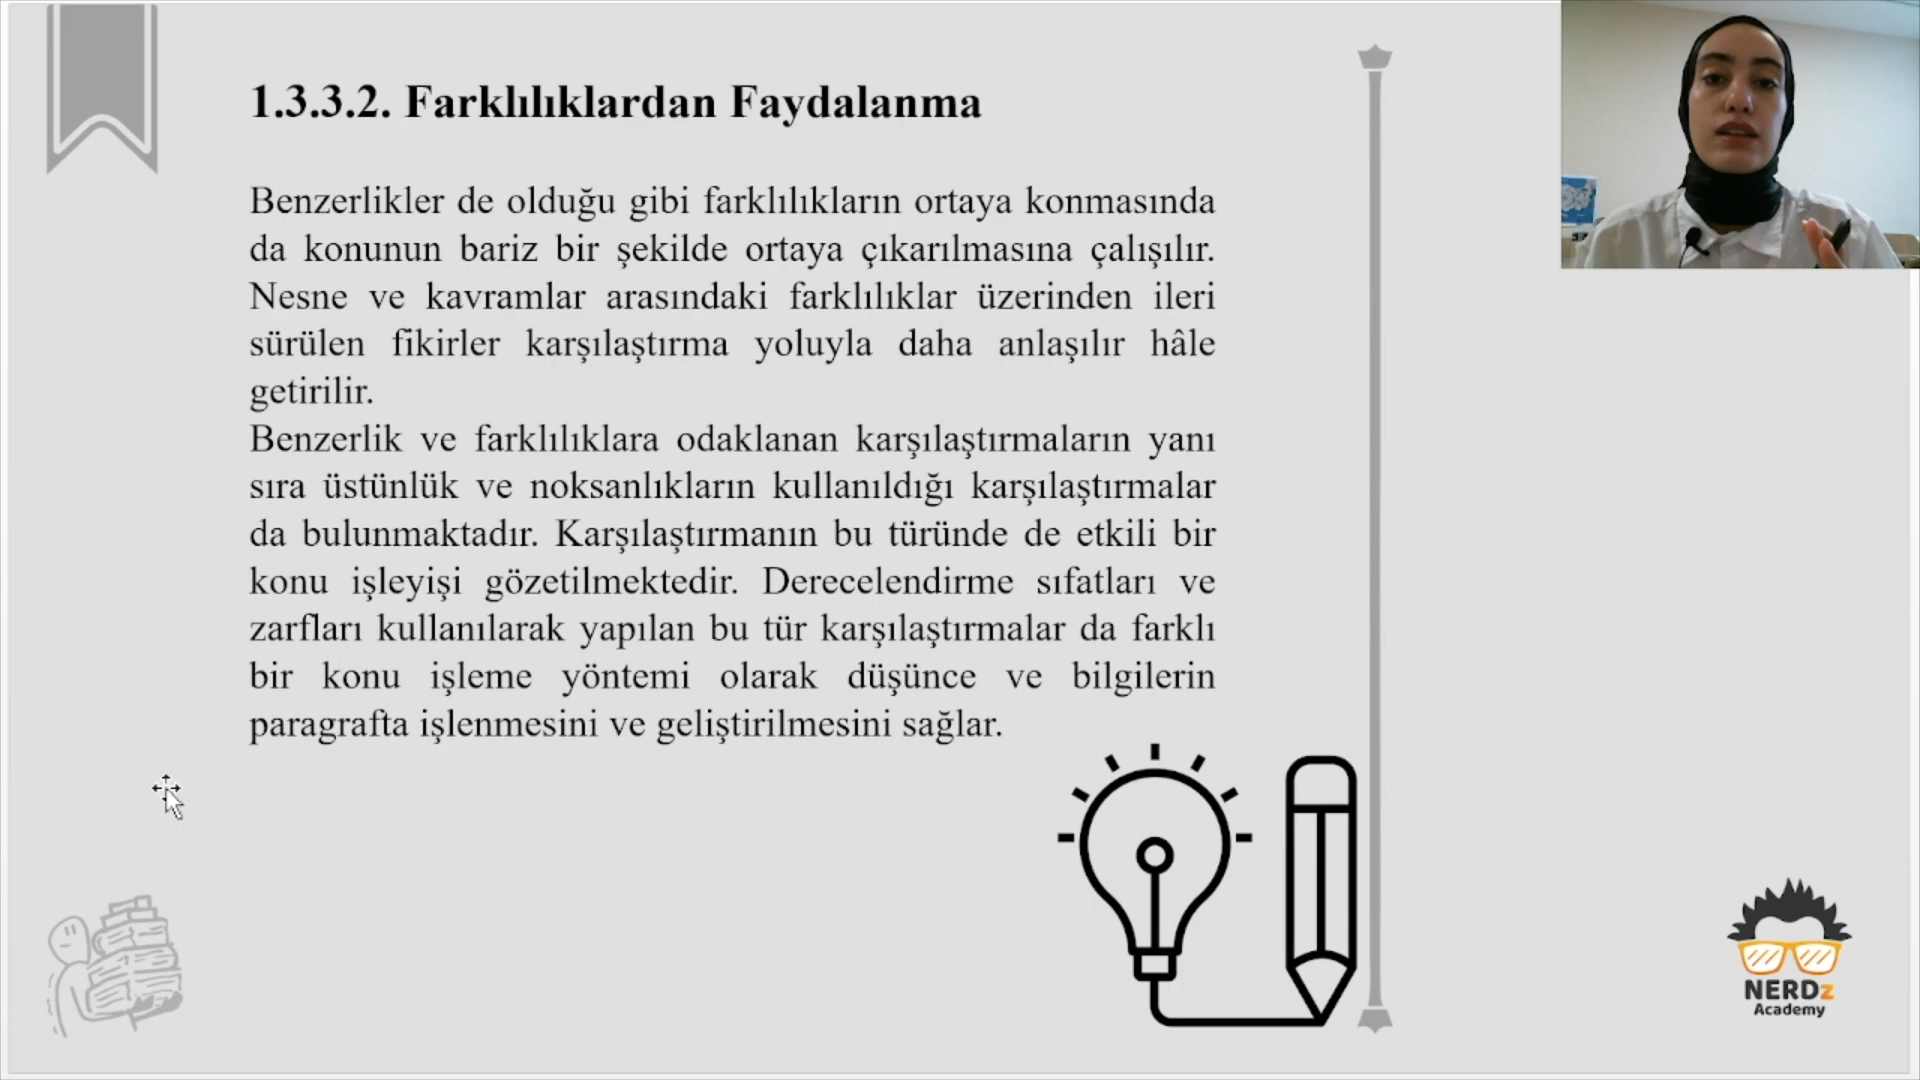 1.3.3.2. Farklılıklardan Faydalanma
Benzerlikler de olduğu gibi farklılıkların ortaya konmasında
da konunun bariz bir şekilde ortaya çıkarılmasına çalışılır.
Nesne ve kavramlar arasındaki farklılıklar üzerinden ileri
sürülen fikirler karşılaştırma yoluyla daha anlaşılır hâle
getirilir.
Benzerlik ve farklılıklara odaklanan karşılaştırmaların yanı
sıra üstünlük ve noksanlıkların kullanıldığı karşılaştırmalar
da bulunmaktadır. Karşılaştırmanın bu türünde de etkili bir
konu işleyişi gözetilmektedir. Derecelendirme sıfatları ve
zarfları kullanılarak yapılan bu tür karşılaştırmalar da farklı
bir konu işleme yöntemi olarak düşünce ve bilgilerin
paragrafta işlenmesini ve geliştirilmesini sağlar.
NERDz
Academy